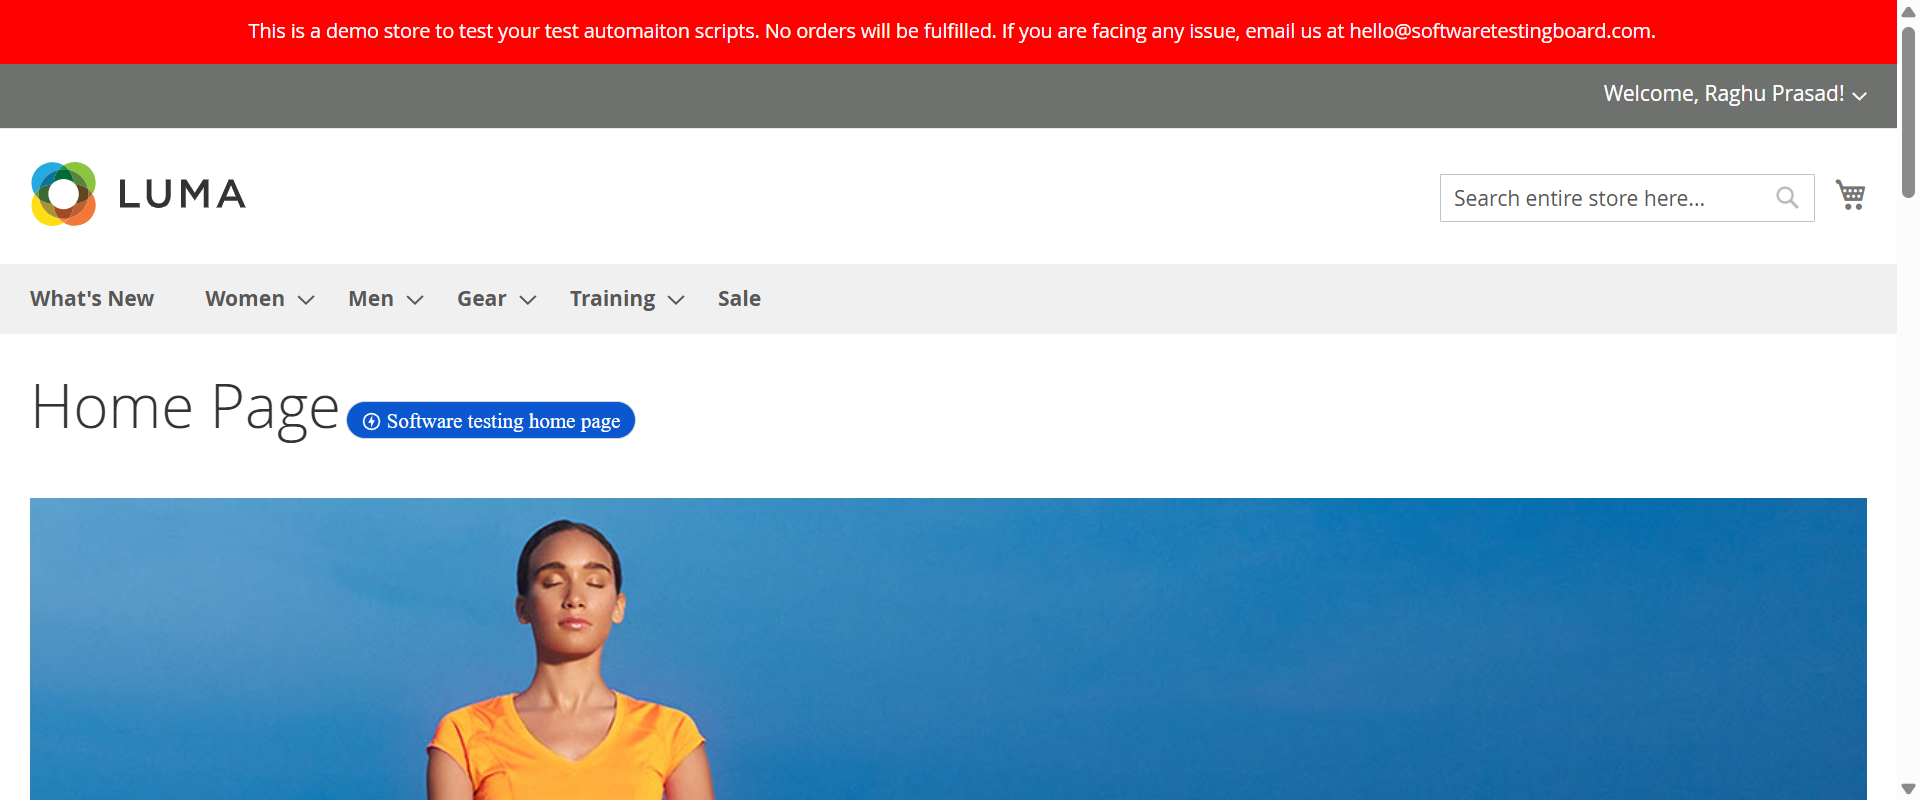 This is a demo store to test your test automaiton scripts. No orders will be fulfilled. If you are facing any issue, email us at hello@softwaretestingboard.com.
Welcome, Raghu Prasad!
LUMA
Search entire store here...
What's New Women Men Gear Training Sale
Home Page
Software testing home page